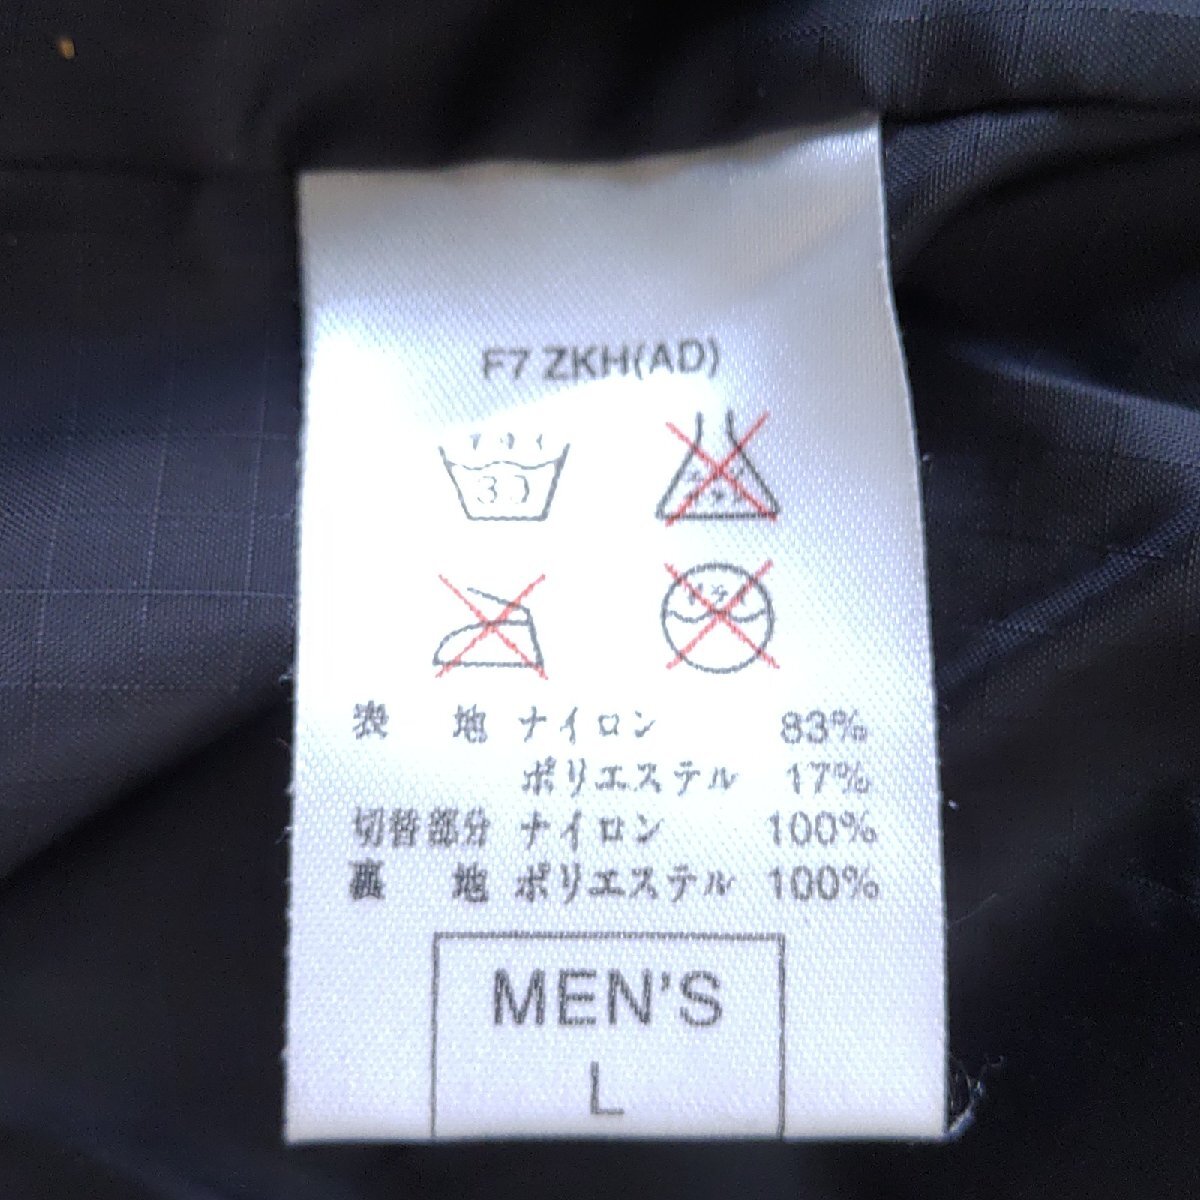 F7 ZKH(AD)
30
表 地 ナイロン 83%
ポリエステル 17%
切替部分 ナイロン 100%
裏 地 ポリエステル 100%
MEN'S
L